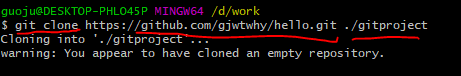 guoju@DESKTOP-PHLO45P MINGW64 /d/work
$ git clone https://github.com/gjwtwhy/hello.git ./gitproject
Cloning into './gitproject'...
warning: You appear to have cloned an empty repository.